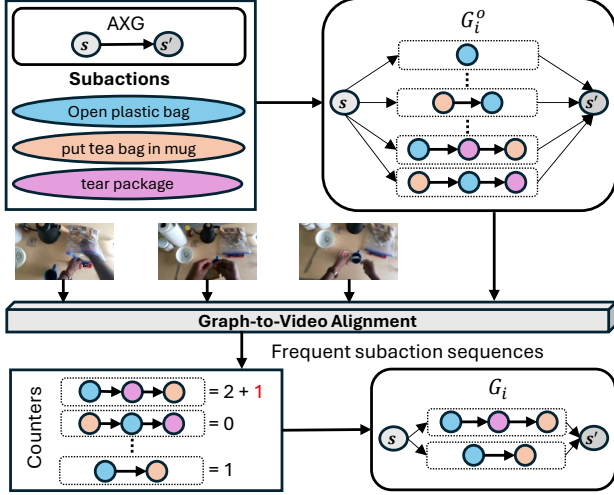 AXG
s s'
Subactions
Open plastic bag
put tea bag in mug
tear package
G_i^o
s s'
Graph-to-Video Alignment
Frequent subaction sequences
Counters
= 2 + 1
= 0
= 1
G_i
s s'